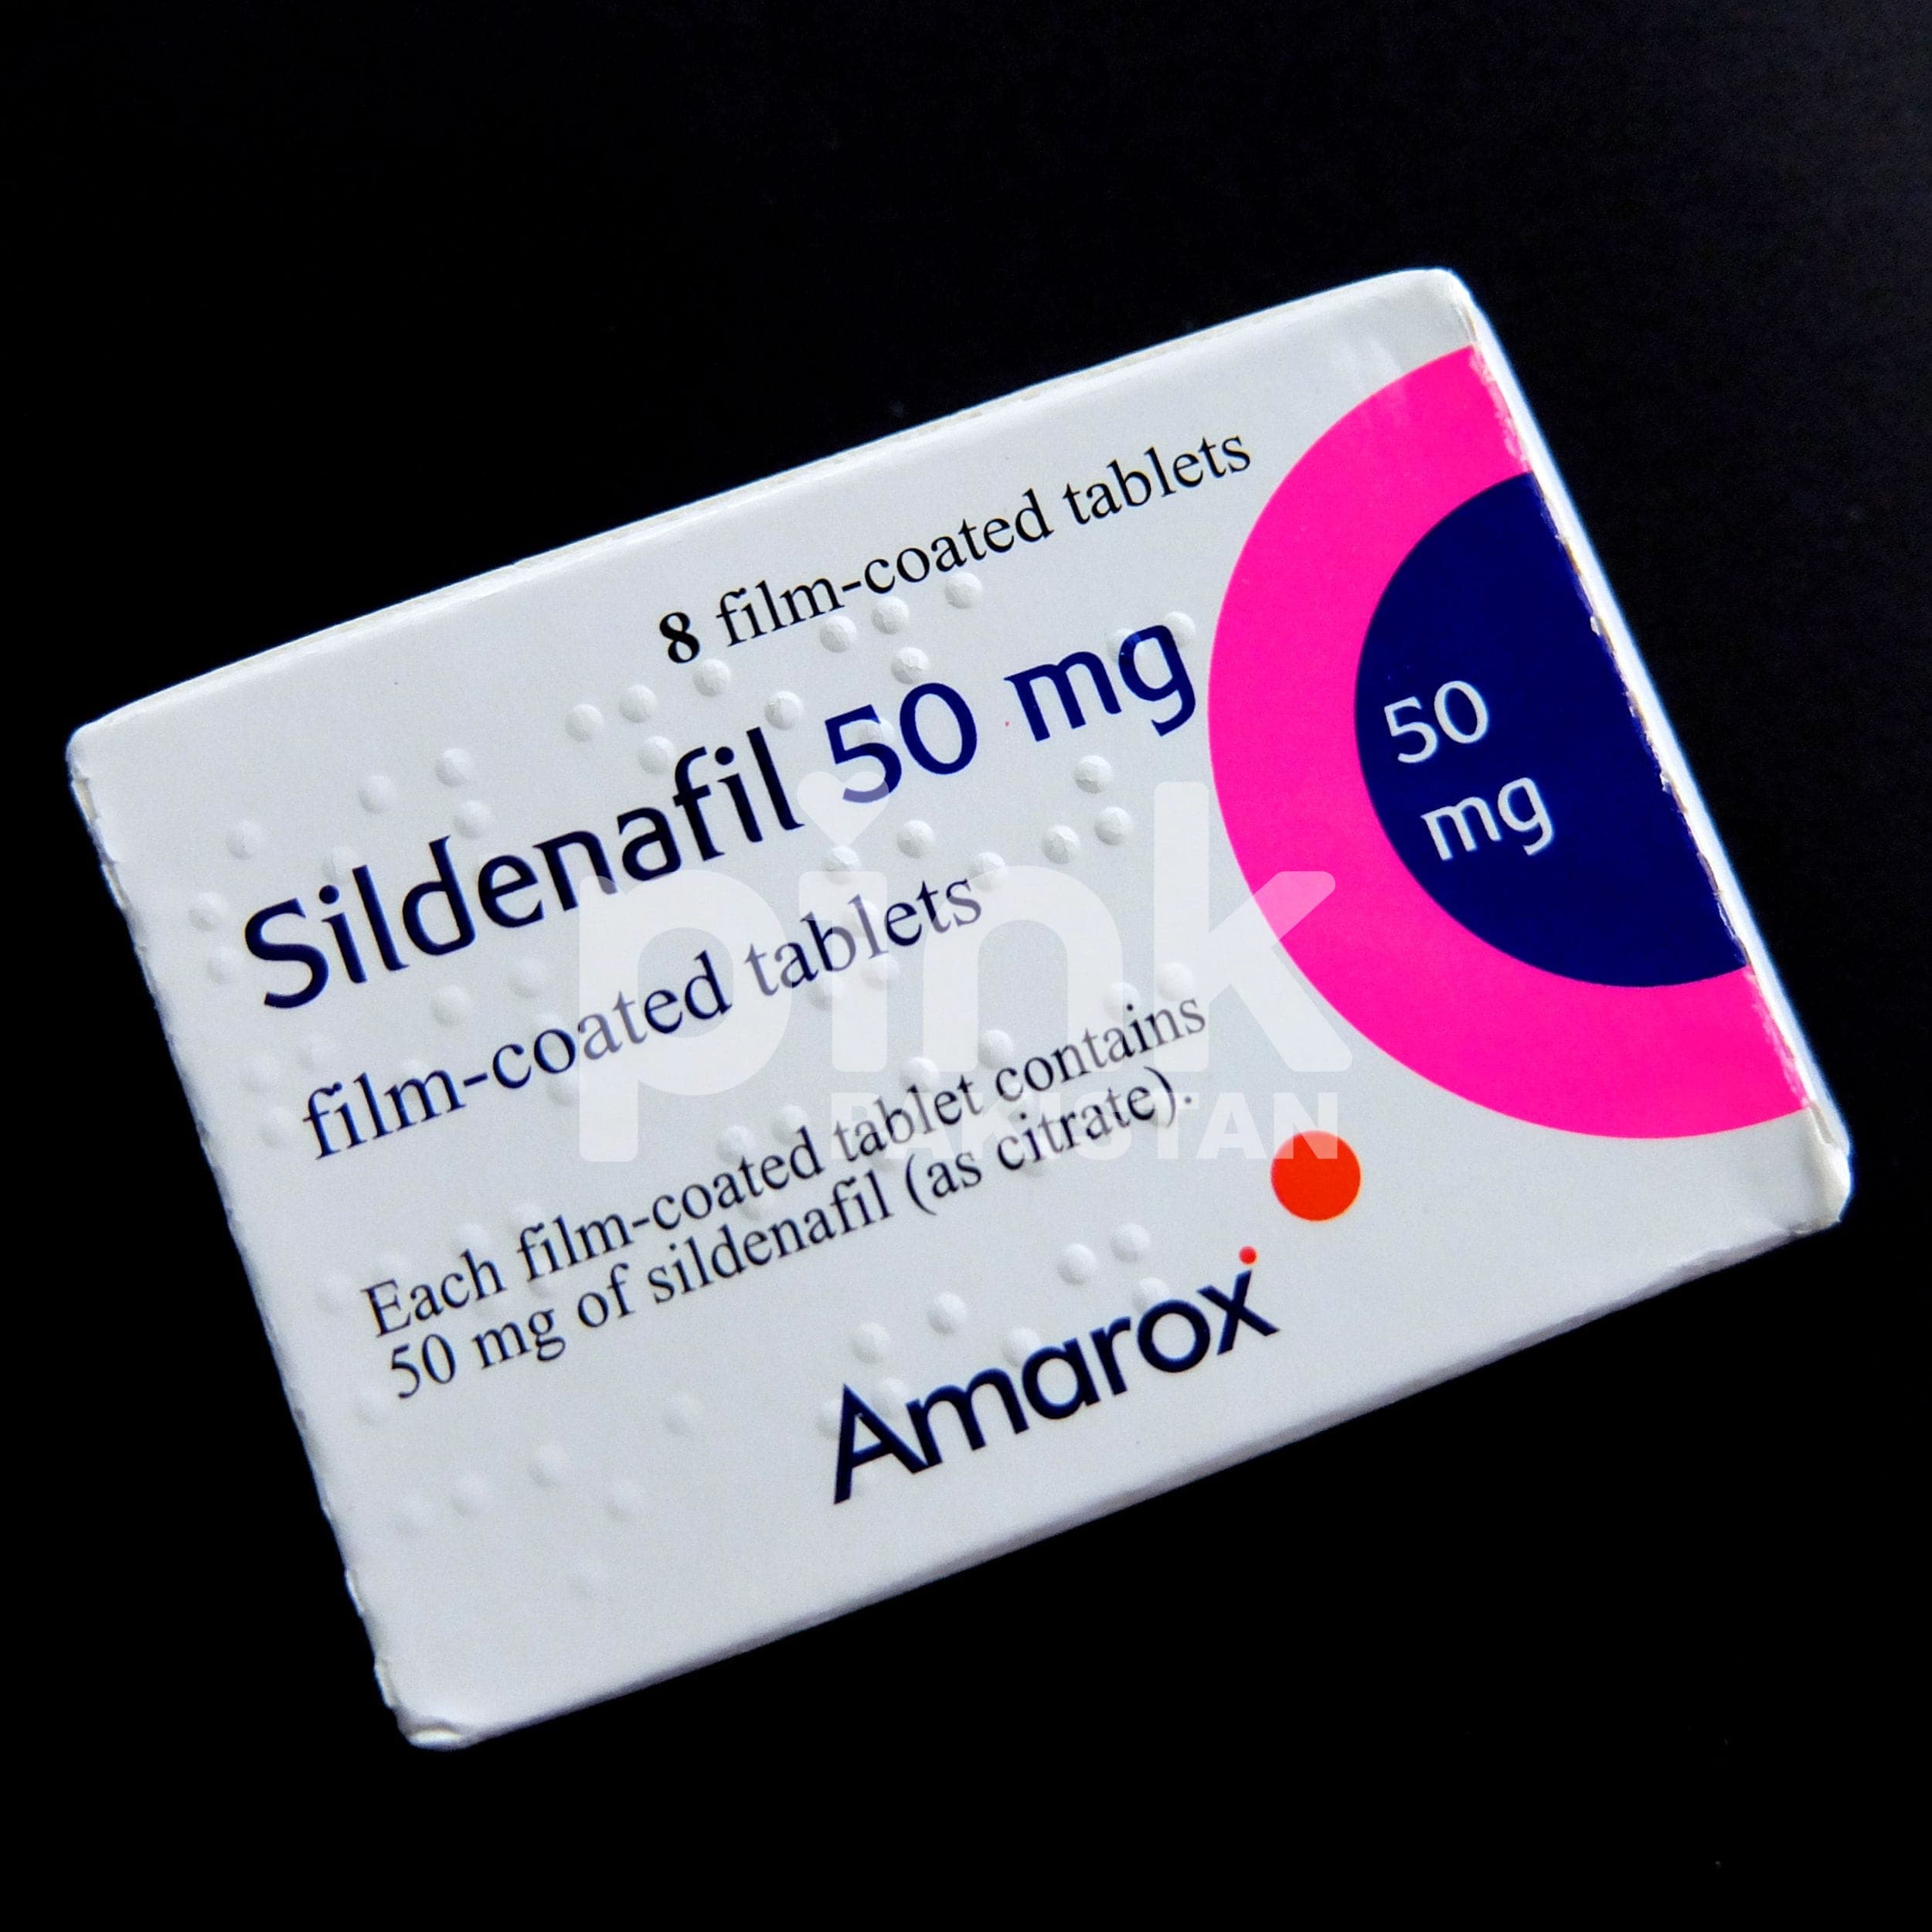 8 film-coated tablets
Sildenafil 50 mg
film-coated tablets
Each film-coated tablet contains
50 mg of sildenafil (as citrate).
Amarox
50
mg
pink
PAKISTAN